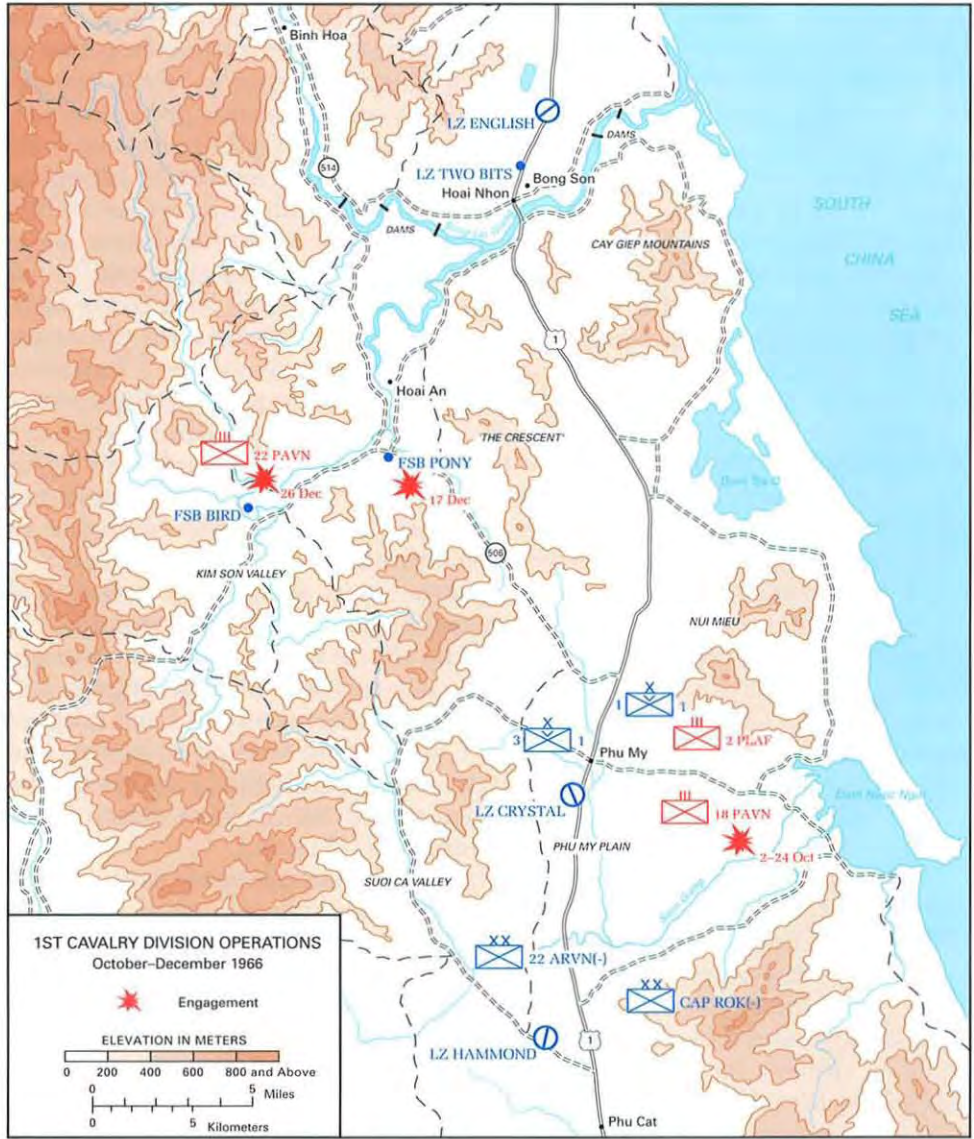 Binh Hoa
LZ ENGLISH
DAMS
514
LZ TWO BITS
Bong Son
Hoai Nhon
DAMS
SOUTH
CHINA
SEA
CAY GIEP MOUNTAINS
1
Hoai An
'THE CRESCENT'
III
22 PAVN
FSB PONY
26 Dec
17 Dec
FSB BIRD
506
KIM SON VALLEY
NUI MIEU
X
1 1
X
3 1
III
2 PLAF
Phu My
LZ CRYSTAL
III
18 PAVN
PHU MY PLAIN
2–24 Oct
SUOI CA VALLEY
XX
22 ARVN(-)
XX
CAP ROK(-)
LZ HAMMOND
1
Phu Cat
1ST CAVALRY DIVISION OPERATIONS
October–December 1966
Engagement
ELEVATION IN METERS
0 200 400 600 800 and Above
0 5
Miles
0 5
Kilometers